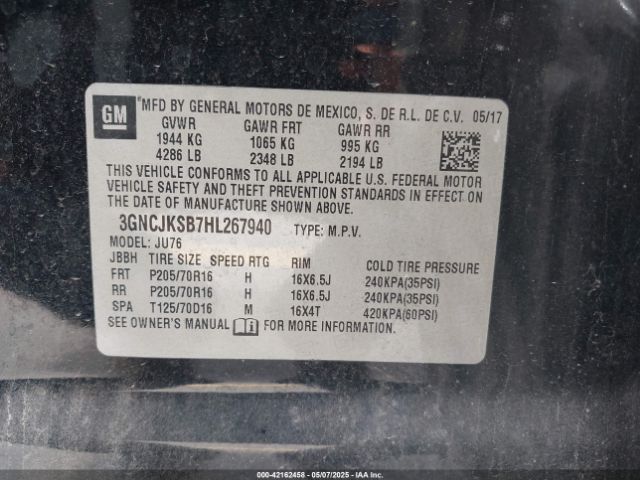 GM
"MFD BY GENERAL MOTORS DE MEXICO, S. DE R.L. DE C.V. 05/17
GVWR GAWR FRT GAWR RR
1944 KG 1065 KG 995 KG
4286 LB 2348 LB 2194 LB
THIS VEHICLE CONFORMS TO ALL APPLICABLE U.S. FEDERAL MOTOR
VEHICLE SAFETY AND THEFT PREVENTION STANDARDS IN EFFECT ON
THE DATE OF MANUFACTURE SHOWN ABOVE.
3GNCJKSB7HL267940 TYPE: M.P.V.
MODEL: JU76
JBBH TIRE SIZE SPEED RTG RIM COLD TIRE PRESSURE
FRT P205/70R16 H 16X6.5J 240KPA(35PSI)
RR P205/70R16 H 16X6.5J 240KPA(35PSI)
SPA T125/70D16 M 16X4T 420KPA(60PSI)
SEE OWNER'S MANUAL FOR MORE INFORMATION.
000-42162458 - 05/07/2025 - IAAI.COM